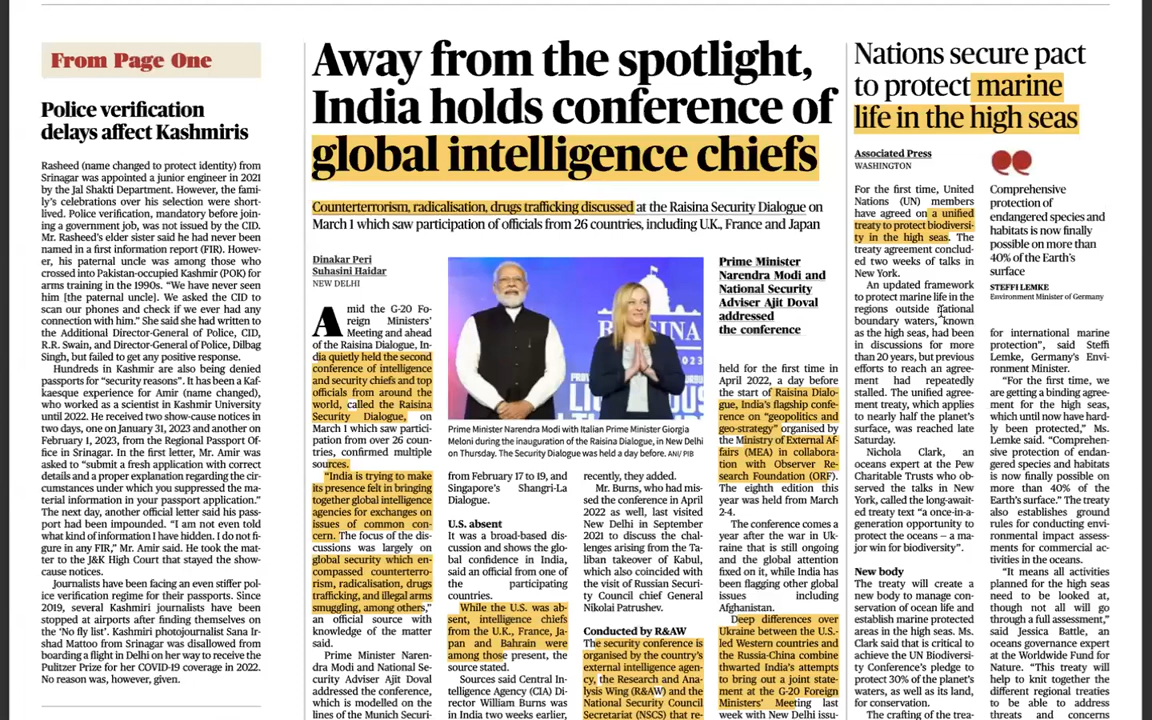 From Page One
Police verification
delays affect Kashmiris
Rasheed (name changed to protect identity) from
Srinagar was appointed a junior engineer in 2021
by the Jal Shakti Department. However, the fami-
ly's celebrations over his selection were short-
lived. Police verification, mandatory before join-
ing a government job, was not issued by the CID.
Mr. Rasheed's elder sister said he had never been
named in a first information report (FIR). Howev-
er, his paternal uncle was among those who
crossed into Pakistan-occupied Kashmir (POK) for
arms training in the 1990s. "We have never seen
him [the paternal uncle]. We asked the CID to
scan our phones and check if we ever had any
connection with him." She said she had written to
the Additional Director-General of Police, CID,
R.R. Swain, and Director-General of Police, Dilbag
Singh, but failed to get any positive response.
Hundreds in Kashmir are also being denied
passports for "security reasons". It has been a Kaf-
kaesque experience for Amir (name changed),
who worked as a scientist in Kashmir University
until 2022. He received two show-cause notices in
two days, one on January 31, 2023 and another on
February 1, 2023, from the Regional Passport Of-
fice in Srinagar. In the first letter, Mr. Amir was
asked to "submit a fresh application with correct
details and a proper explanation regarding the cir-
cumstances under which you suppressed the ma-
terial information in your passport application."
The next day, another official letter said his pass-
port had been impounded. "I am not even told
what kind of information I have hidden. I do not fi-
gure in any FIR," Mr. Amir said. He took the mat-
ter to the J&K High Court that stayed the show-
cause notices.
Journalists have been facing an even stiffer pol-
ice verification regime for their passports. Since
2019, several Kashmiri journalists have been
stopped at airports after finding themselves on
the 'No fly list'. Kashmiri photojournalist Sana Ir-
shad Mattoo from Srinagar was disallowed from
boarding a flight in Delhi on her way to receive the
Pulitzer Prize for her COVID-19 coverage in 2022.
No reason was, however, given.
Away from the spotlight,
India holds conference of
global intelligence chiefs
Counterterrorism, radicalisation, drugs trafficking discussed at the Raisina Security Dialogue on
March 1 which saw participation of officials from 26 countries, including U.K., France and Japan
Dinakar Peri
Suhasini Haidar
NEW DELHI
Amid the G-20 Fo-
reign Ministers'
Meeting and ahead
of the Raisina Dialogue, In-
dia quietly held the second
conference of intelligence
and security chiefs and top
officials from around the
world, called the Raisina
Security Dialogue, on
March 1 which saw partici-
pation from over 26 coun-
tries, confirmed multiple
sources.
"India is trying to make
its presence felt in bringing
together global intelligence
agencies for exchanges on
issues of common con-
cern. The focus of the dis-
cussions was largely on
global security which en-
compassed counterterro-
rism, radicalisation, drugs
trafficking, and illegal arms
smuggling, among others,"
an official source with
knowledge of the matter
said.
Prime Minister Naren-
dra Modi and National Se-
curity Adviser Ajit Doval
addressed the conference,
which is modelled on the
lines of the Munich Securi-
RAISINA
2023
Prime Minister Narendra Modi with Italian Prime Minister Giorgia
Meloni during the inauguration of the Raisina Dialogue, in New Delhi
on Thursday. The Security Dialogue was held a day before. ANI/ PIB
from February 17 to 19, and
Singapore's Shangri-La
Dialogue.
U.S. absent
It was a broad-based dis-
cussion and shows the glo-
bal confidence in India,
said an official from one of
the participating
countries.
While the U.S. was ab-
sent, intelligence chiefs
from the U.K., France, Ja-
pan and Bahrain were
among those present, the
source stated.
Sources said Central In-
telligence Agency (CIA) Di-
rector William Burns was
in India two weeks earlier,
recently, they added.
Mr. Burns, who had mis-
sed the conference in April
2022 as well, last visited
New Delhi in September
2021 to discuss the chal-
lenges arising from the Ta-
liban takeover of Kabul,
which also coincided with
the visit of Russian Securi-
ty Council chief General
Nikolai Patrushev.
Conducted by R&AW
The security conference is
organised by the country's
external intelligence agen-
cy, the Research and Ana-
lysis Wing (R&AW) and the
National Security Council
Secretariat (NSCS) that re-
Prime Minister
Narendra Modi and
National Security
Adviser Ajit Doval
addressed
the conference
held for the first time in
April 2022, a day before
the start of Raisina Dialo-
gue, India's flagship confe-
rence on "geopolitics and
geo-strategy" organised by
the Ministry of External Af-
fairs (MEA) in collabora-
tion with Observer Re-
search Foundation (ORF).
The eighth edition this
year was held from March
2-4.
The conference comes a
year after the war in Uk-
raine that is still ongoing
and the global attention
fixed on it, while India has
been flagging other global
issues including
Afghanistan.
Deep differences over
Ukraine between the U.S.-
led Western countries and
the Russia-China combine
thwarted India's attempts
to bring out a joint state-
ment at the G-20 Foreign
Ministers' Meeting last
week with New Delhi issu-
Nations secure pact
to protect marine
life in the high seas
Associated Press
WASHINGTON
For the first time, United
Nations (UN) members
have agreed on a unified
treaty to protect biodiversi-
ty in the high seas. The
treaty agreement conclud-
ed two weeks of talks in
New York.
An updated framework
to protect marine life in the
regions outside national
boundary waters, known
as the high seas, had been
in discussions for more
than 20 years, but previous
efforts to reach an agree-
ment had repeatedly
stalled. The unified agree-
ment treaty, which applies
to nearly half the planet's
surface, was reached late
Saturday.
Nichola Clark, an
oceans expert at the Pew
Charitable Trusts who ob-
served the talks in New
York, called the long-await-
ed treaty text "a once-in-a-
generation opportunity to
protect the oceans – a ma-
jor win for biodiversity".
New body
The treaty will create a
new body to manage con-
servation of ocean life and
establish marine protected
areas in the high seas. Ms.
Clark said that is critical to
achieve the UN Biodiversi-
ty Conference's pledge to
protect 30% of the planet's
waters, as well as its land,
for conservation.
The crafting of the trea-
Comprehensive
protection of
endangered species and
habitats is now finally
possible on more than
40% of the Earth's
surface
STEFFI LEMKE
Environment Minister of Germany
for international marine
protection", said Steffi
Lemke, Germany's Envi-
ronment Minister.
"For the first time, we
are getting a binding agree-
ment for the high seas,
which until now have hard-
ly been protected," Ms.
Lemke said. "Comprehen-
sive protection of endan-
gered species and habitats
is now finally possible on
more than 40% of the
Earth's surface." The treaty
also establishes ground
rules for conducting envi-
ronmental impact assess-
ments for commercial ac-
tivities in the oceans.
"It means all activities
planned for the high seas
need to be looked at,
though not all will go
through a full assessment,"
said Jessica Battle, an
oceans governance expert
at the Worldwide Fund for
Nature. "This treaty will
help to knit together the
different regional treaties
to be able to address
threats and concerns